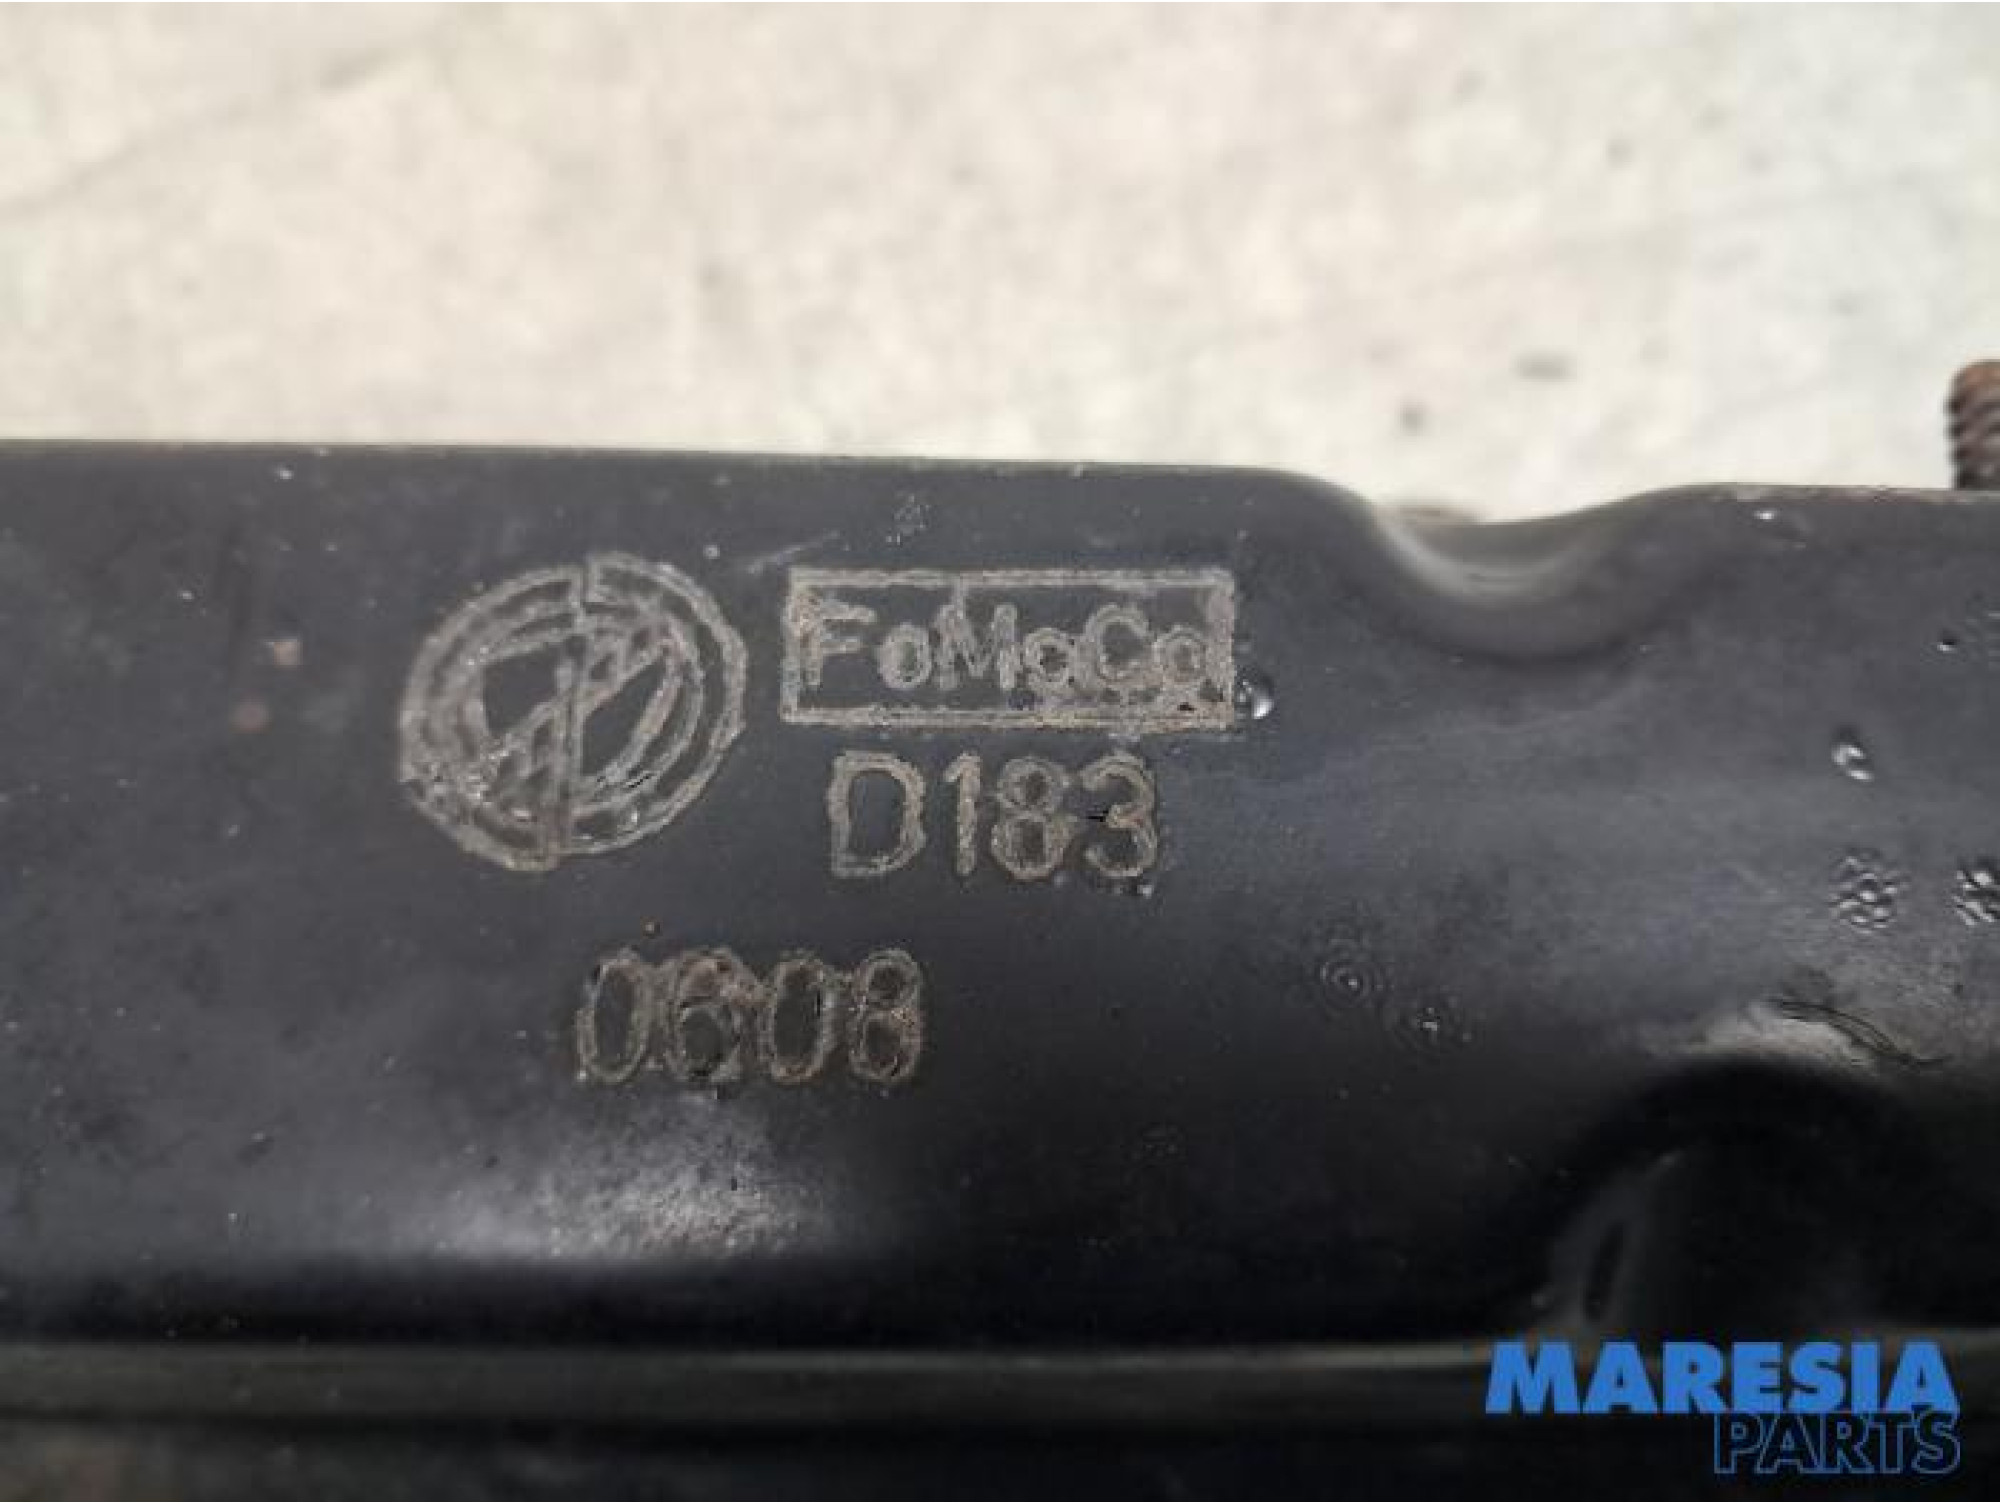 FoMoCo
D183
0608
MARESIA
PARTS